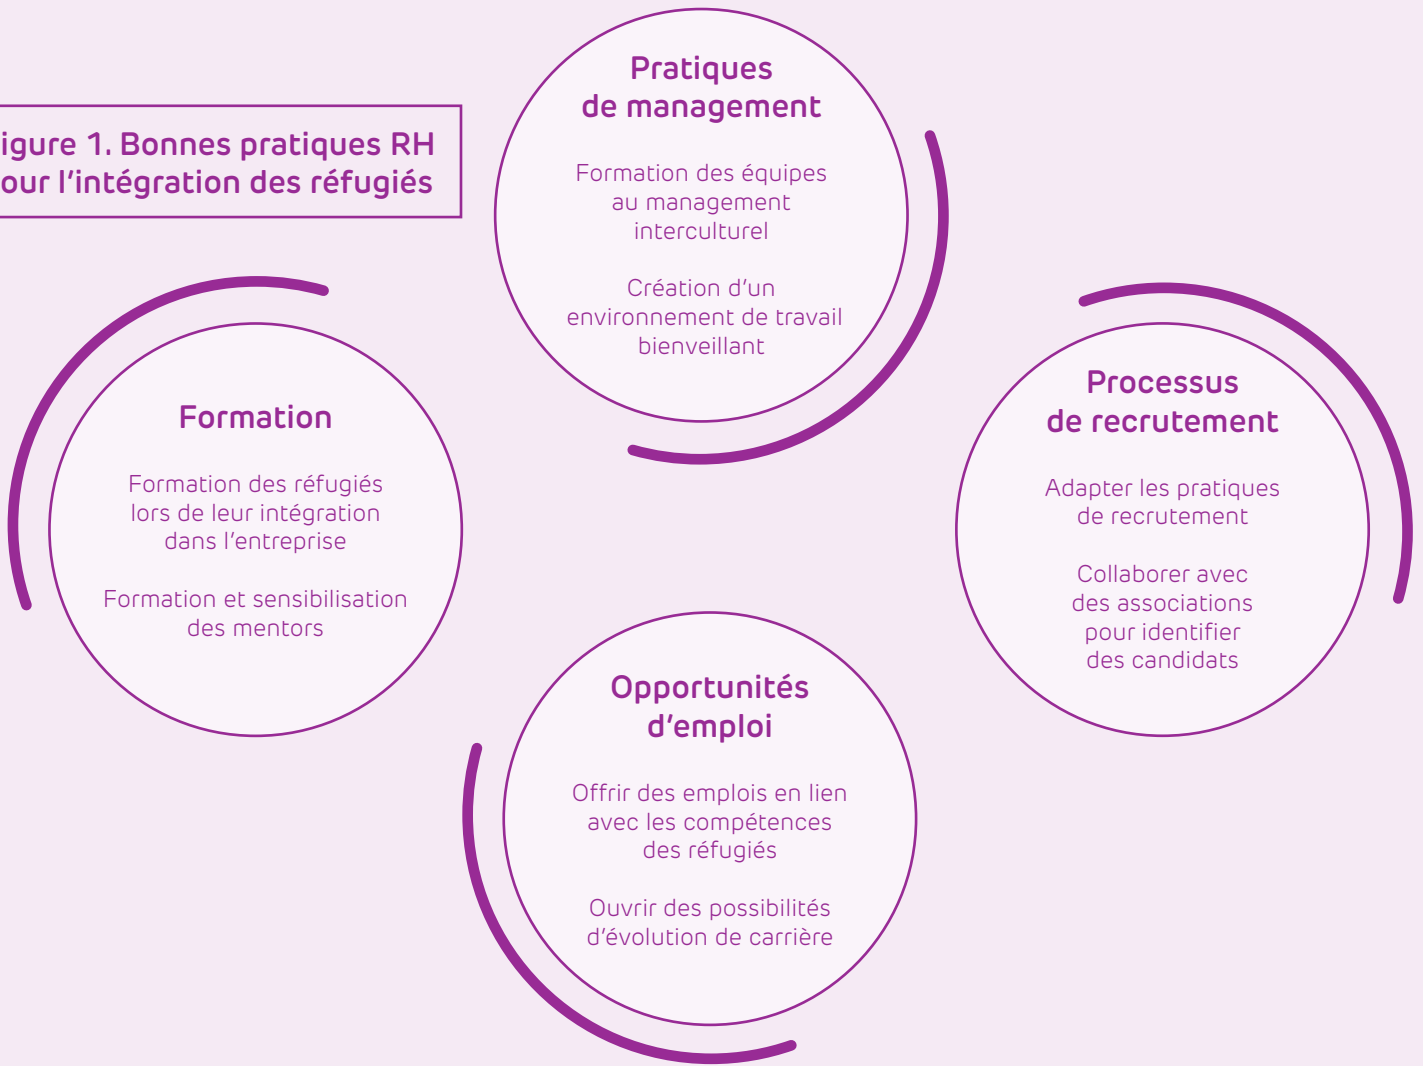 igure 1. Bonnes pratiques RH
our l’intégration des réfugiés
Pratiques
de management
Formation des équipes
au management
interculturel
Création d’un
environnement de travail
bienveillant
Formation
Formation des réfugiés
lors de leur intégration
dans l’entreprise
Formation et sensibilisation
des mentors
Processus
de recrutement
Adapter les pratiques
de recrutement
Collaborer avec
des associations
pour identifier
des candidats
Opportunités
d’emploi
Offrir des emplois en lien
avec les compétences
des réfugiés
Ouvrir des possibilités
d’évolution de carrière